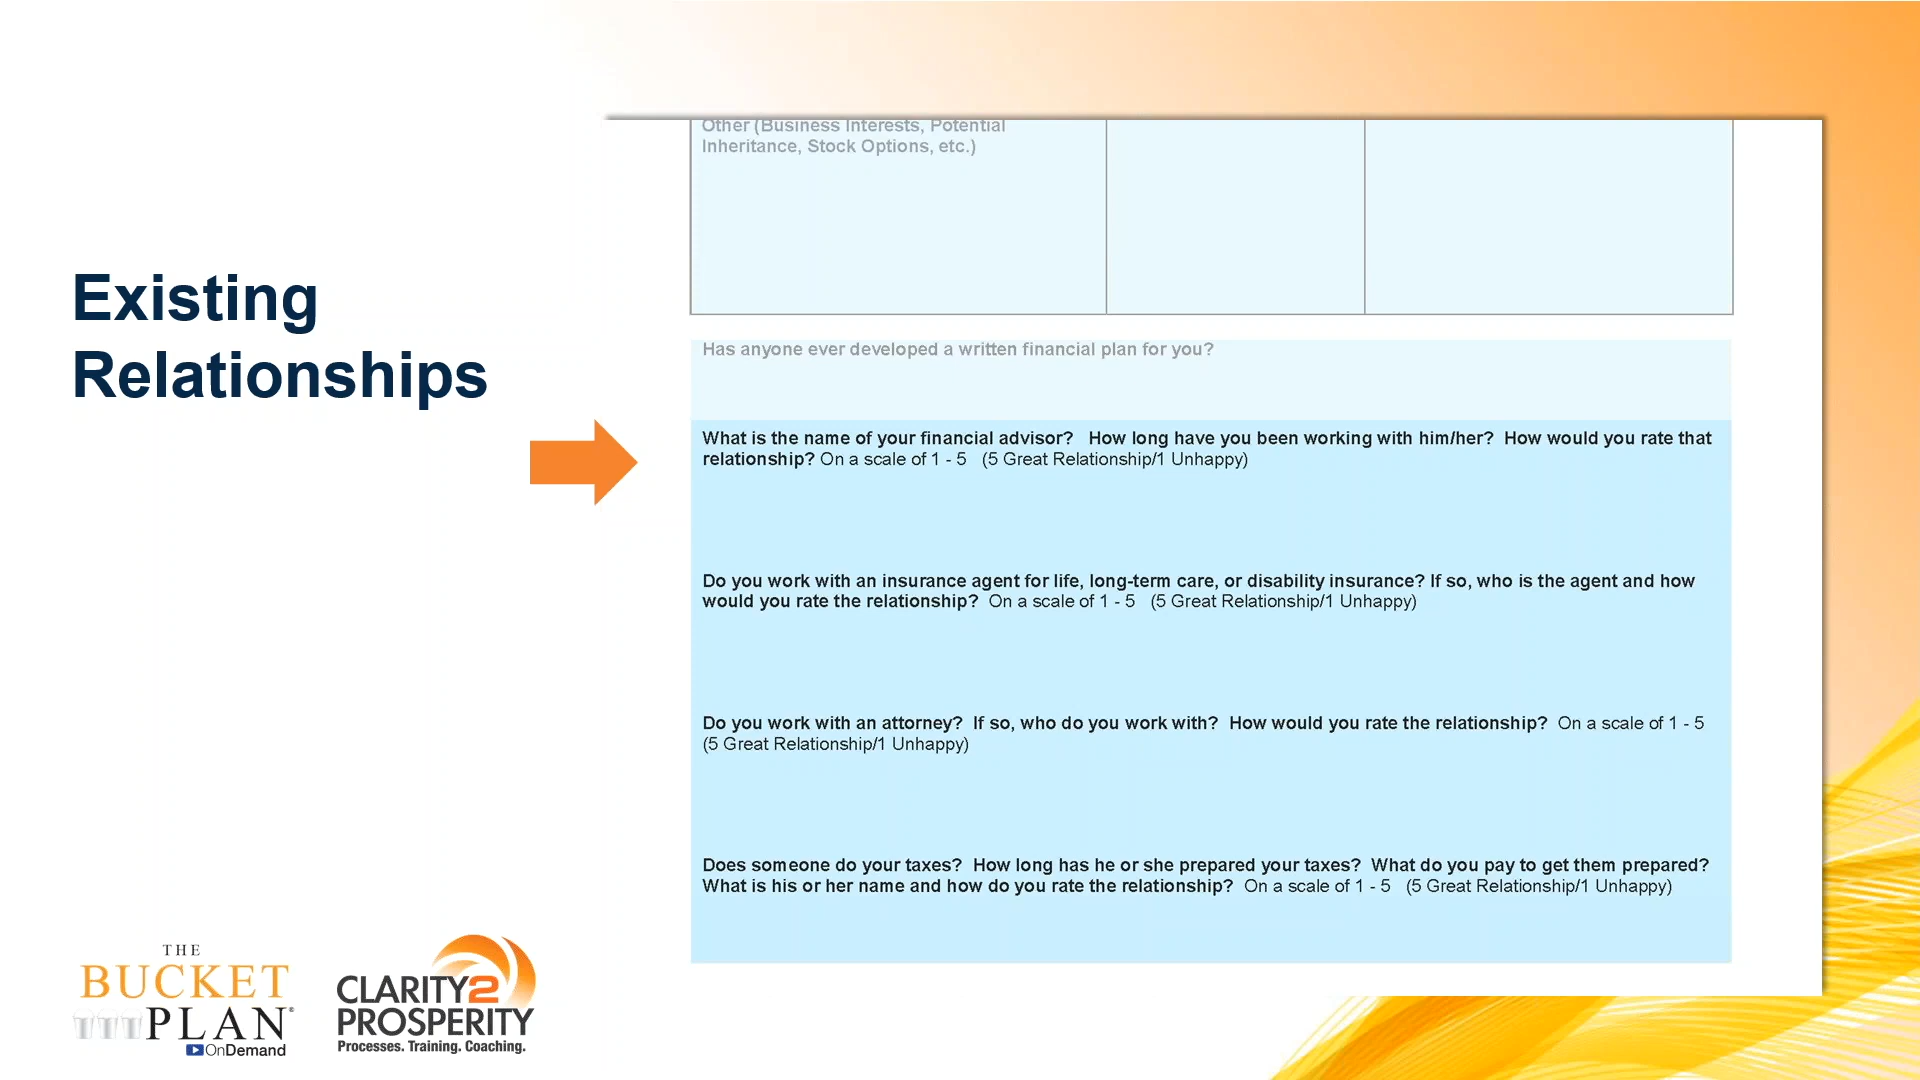 Existing
Relationships
Other (Business Interests, Potential
Inheritance, Stock Options, etc.)
Has anyone ever developed a written financial plan for you?
What is the name of your financial advisor?   How long have you been working with him/her?  How would you rate that
relationship? On a scale of 1 - 5   (5 Great Relationship/1 Unhappy)
Do you work with an insurance agent for life, long-term care, or disability insurance? If so, who is the agent and how
would you rate the relationship?  On a scale of 1 - 5   (5 Great Relationship/1 Unhappy)
Do you work with an attorney?  If so, who do you work with?  How would you rate the relationship?  On a scale of 1 - 5
(5 Great Relationship/1 Unhappy)
Does someone do your taxes?  How long has he or she prepared your taxes?  What do you pay to get them prepared?
What is his or her name and how do you rate the relationship?  On a scale of 1 - 5   (5 Great Relationship/1 Unhappy)
THE
BUCKET
PLAN®
OnDemand
CLARITY2
PROSPERITY
Processes. Training. Coaching.